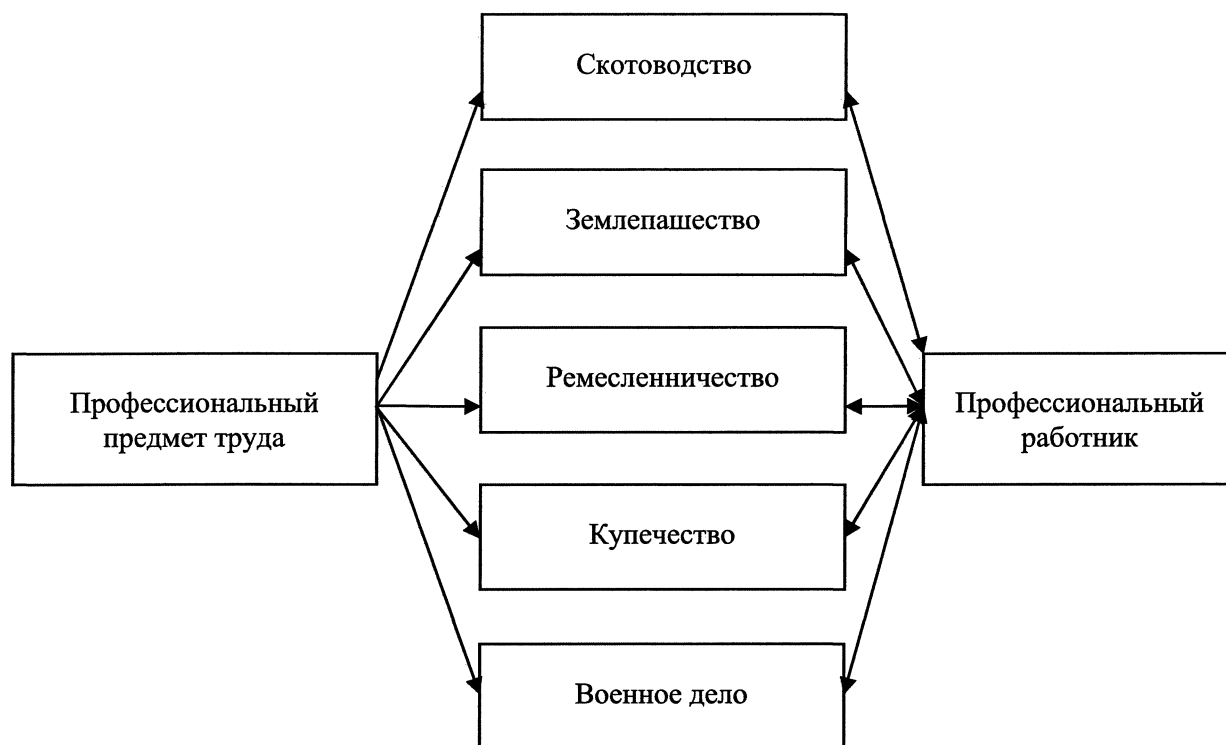 Скотоводство
Землепашество
Ремесленничество
Профессиональный
предмет труда
Профессиональный
работник
Купечество
Военное дело